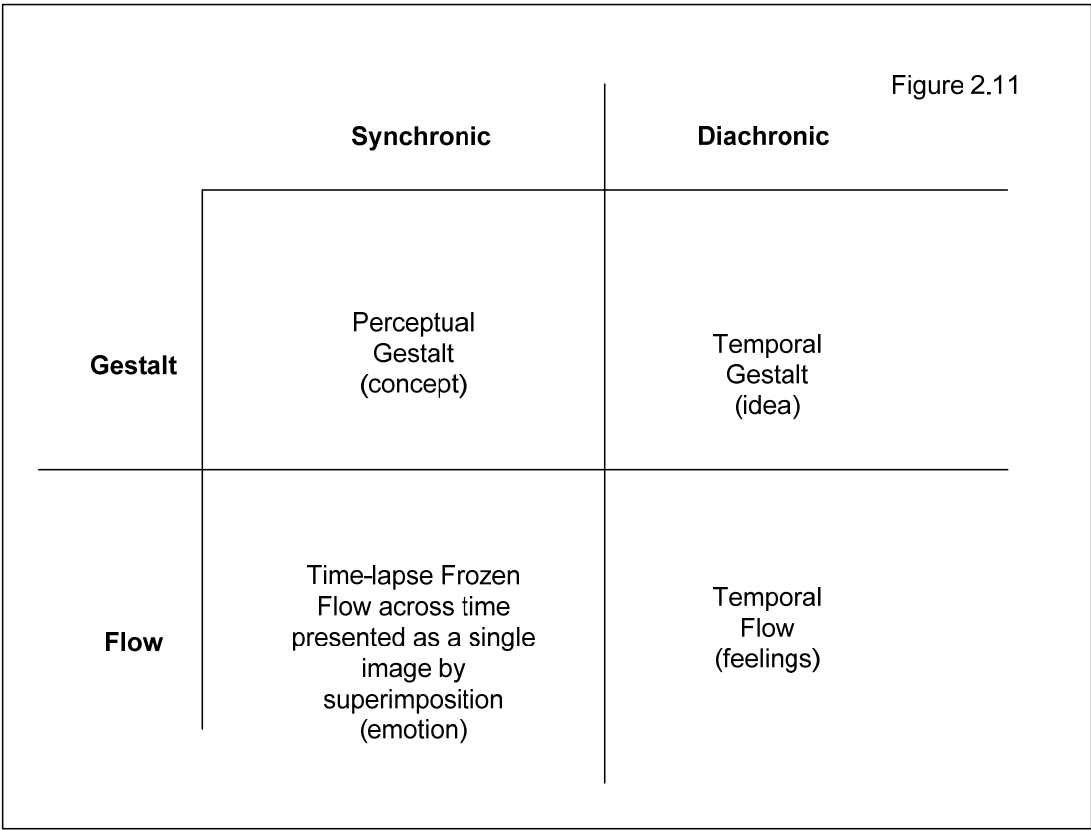 Figure 2.11
Synchronic
Diachronic
Gestalt
Perceptual
Gestalt
(concept)
Temporal
Gestalt
(idea)
Flow
Time-lapse Frozen
Flow across time
presented as a single
image by
superimposition
(emotion)
Temporal
Flow
(feelings)